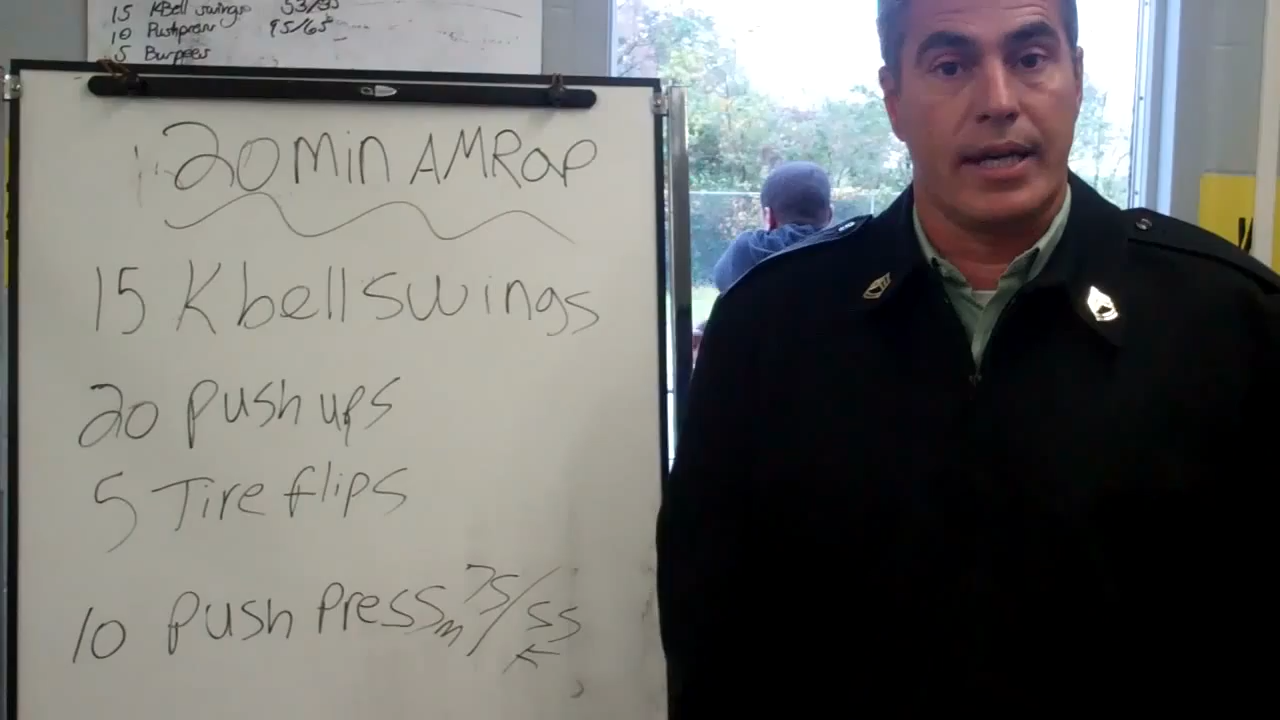 15 KBell swings 53/35
10 Pushpress 95/65
5 Burpees
20 min AMRAP
15 K bell swings
20 push ups
5 Tire flips
10 Push Press m 75/55